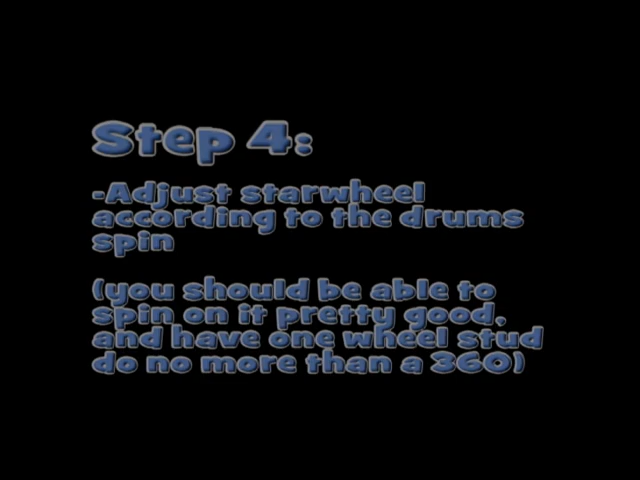 Step 4:
-Adjust starwheel
according to the drums
spin
(you should be able to
spin on it pretty good,
and have one wheel stud
do no more than a 360)